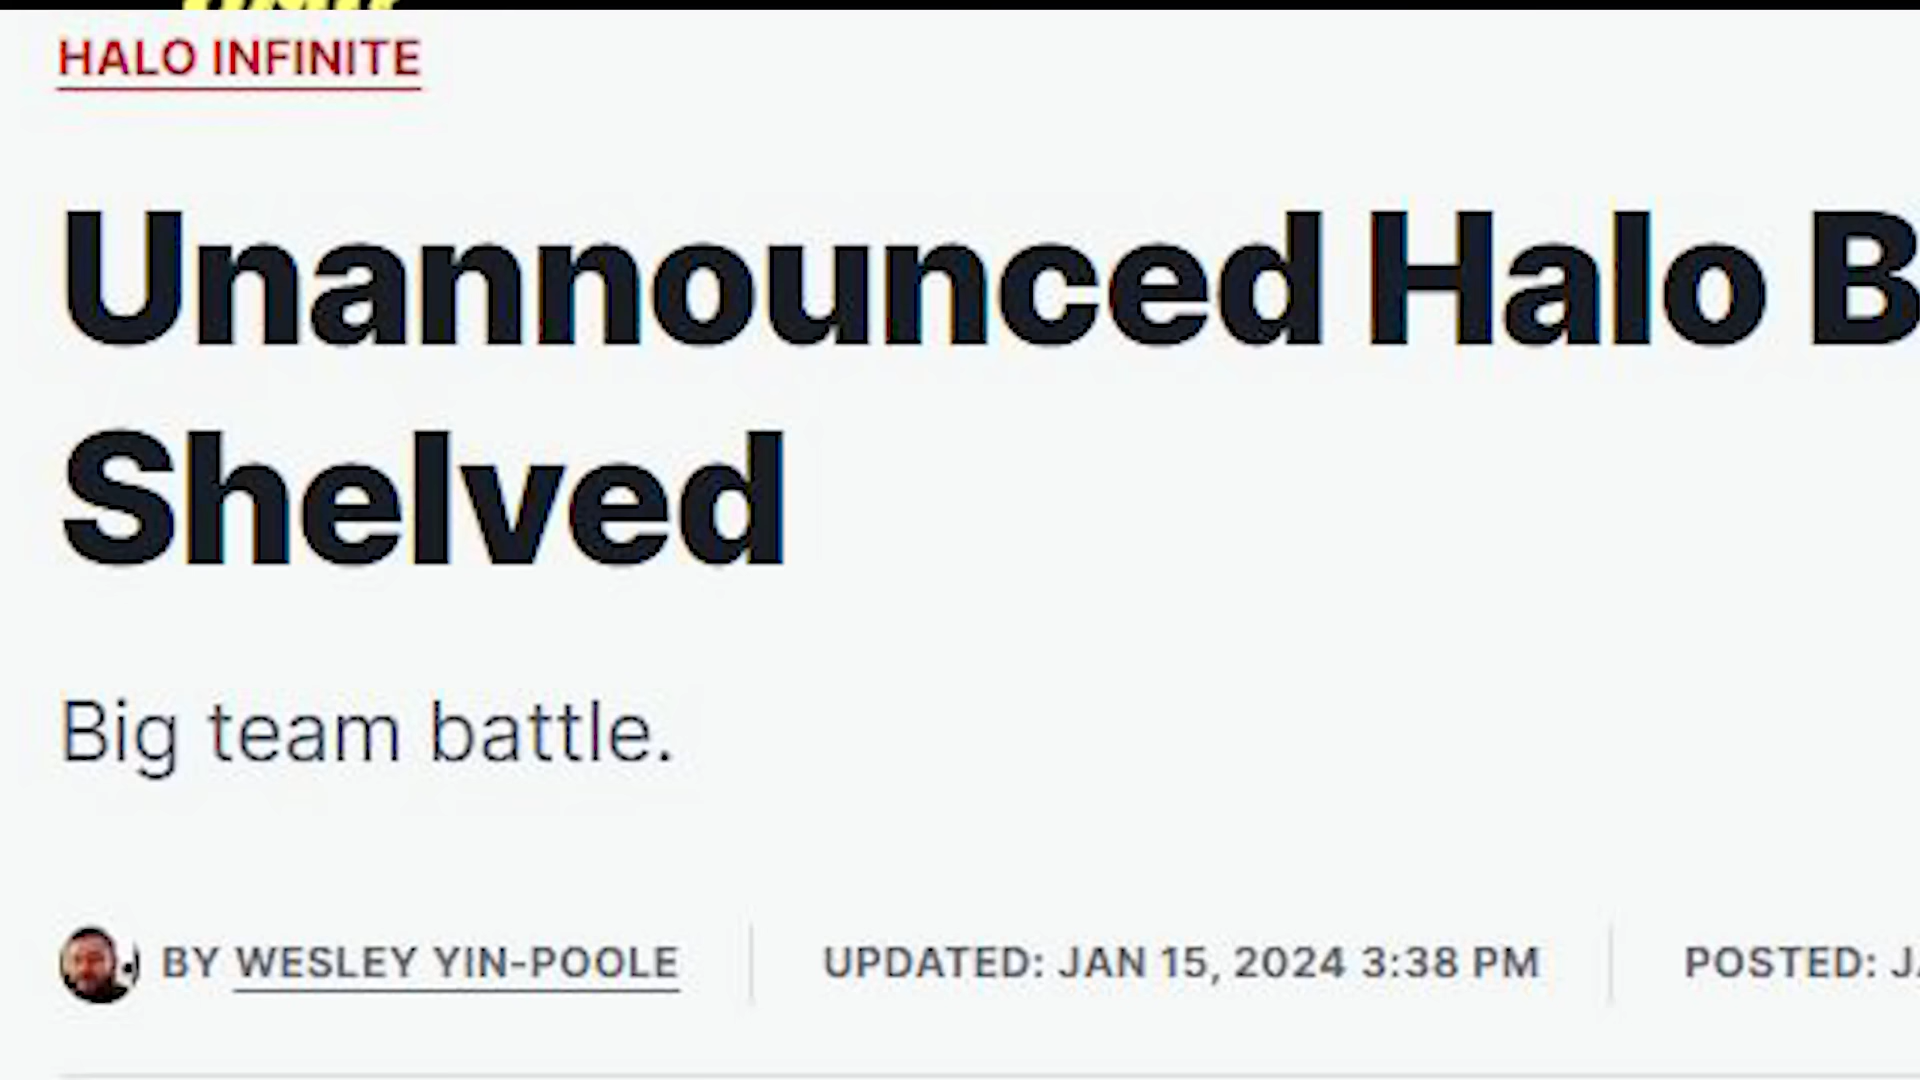 HALO INFINITE
Unannounced Halo B
Shelved
Big team battle.
BY WESLEY YIN-POOLE UPDATED: JAN 15, 2024 3:38 PM POSTED: JA